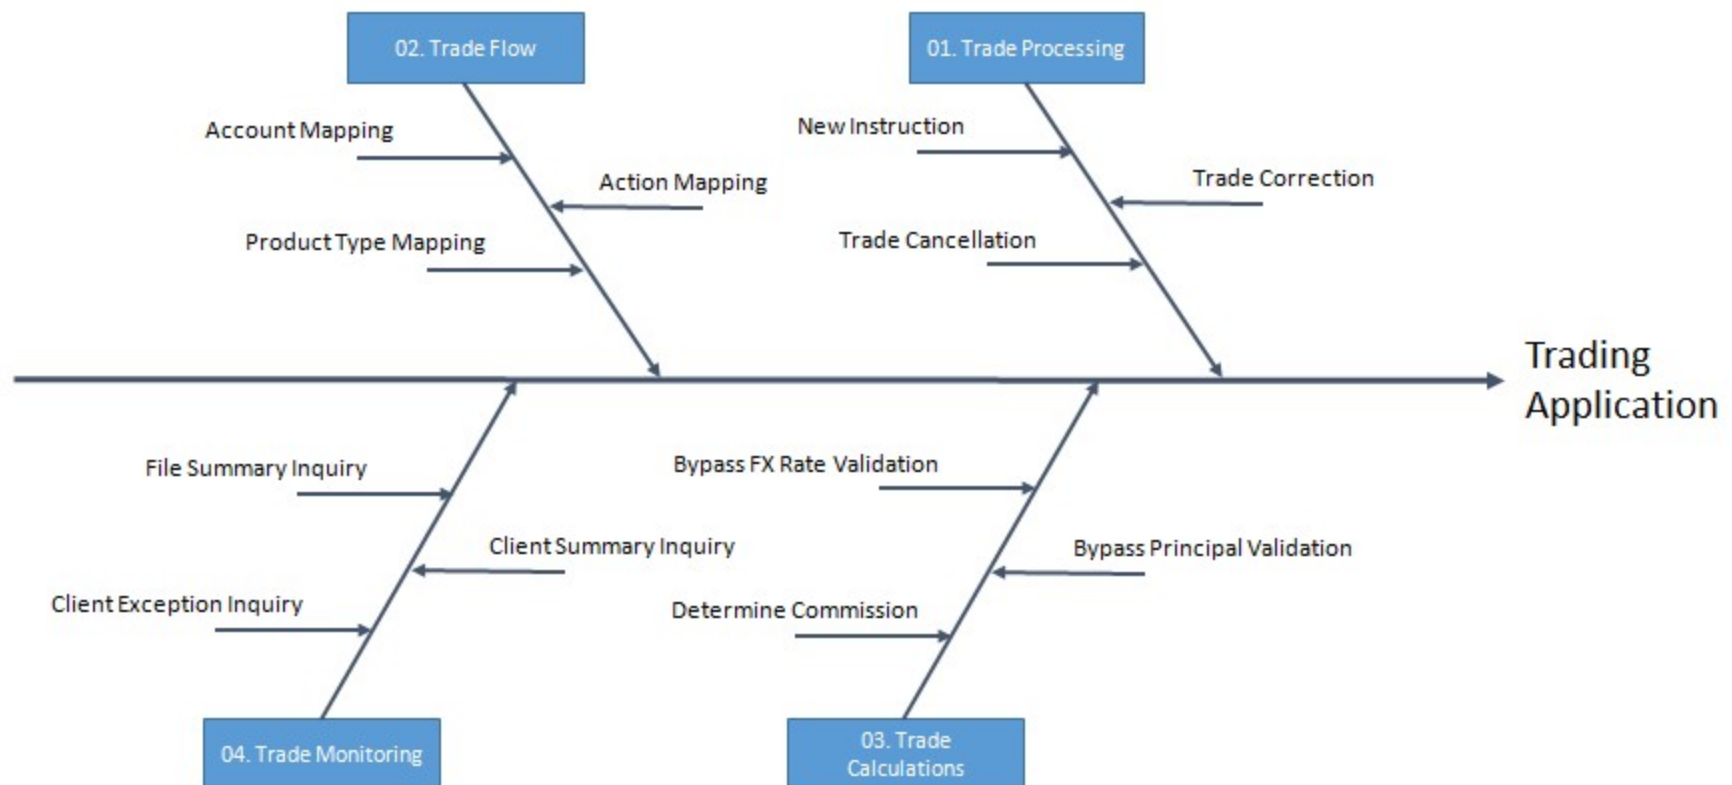 02. Trade Flow
01. Trade Processing
Account Mapping
New Instruction
Action Mapping
Trade Correction
Product Type Mapping
Trade Cancellation
Trading
Application
File Summary Inquiry
Bypass FX Rate Validation
Client Summary Inquiry
Bypass Principal Validation
Client Exception Inquiry
Determine Commission
04. Trade Monitoring
03. Trade
Calculations